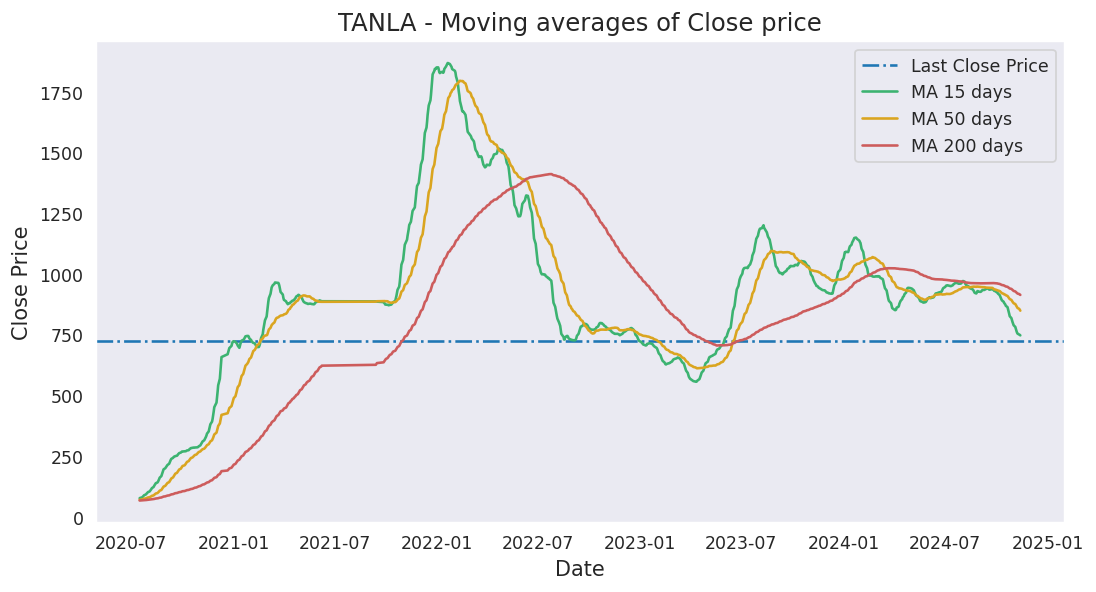 TANLA - Moving averages of Close price
Last Close Price
MA 15 days
MA 50 days
MA 200 days
Close Price
1750
1500
1250
1000
750
500
250
0
2020-07 2021-01 2021-07 2022-01 2022-07 2023-01 2023-07 2024-01 2024-07 2025-01
Date